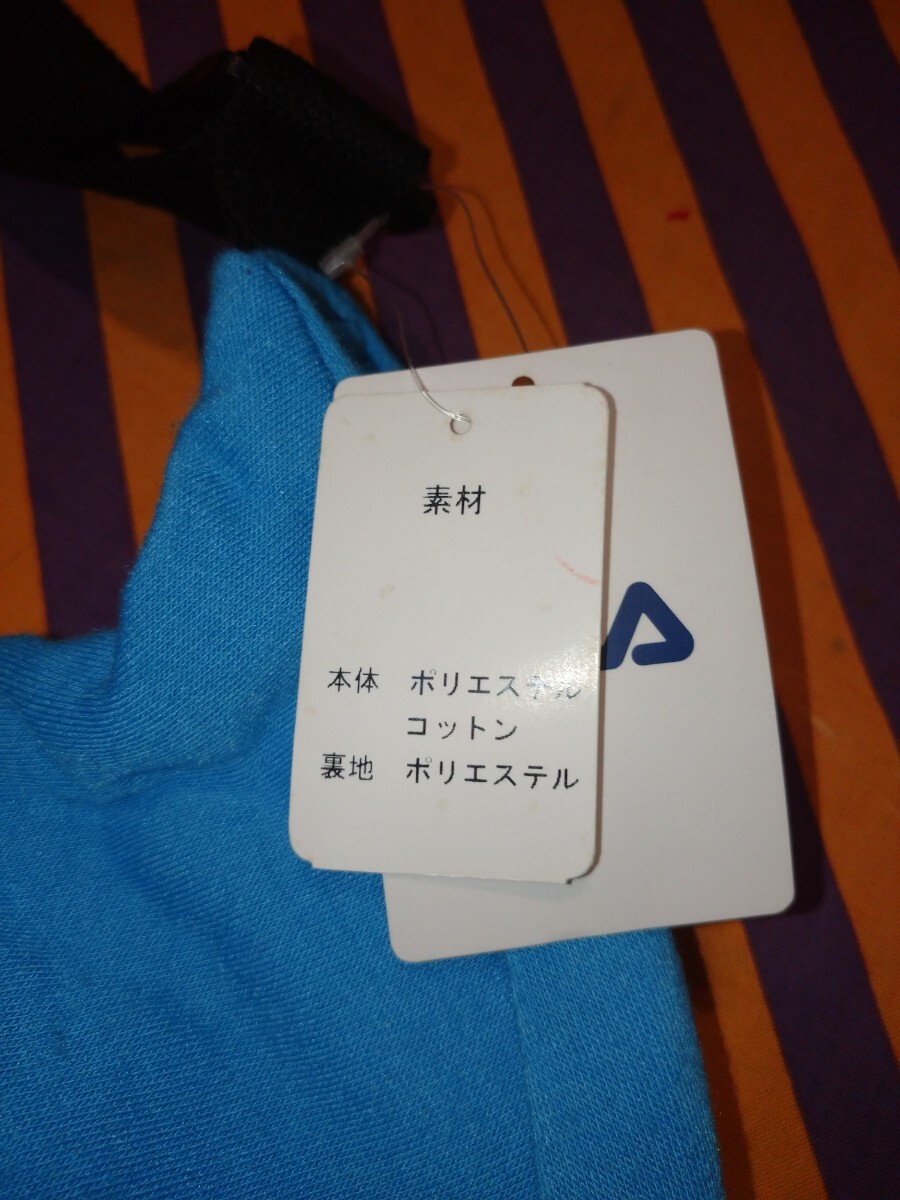 素材
本体 ポリエステル
コットン
裏地 ポリエステル